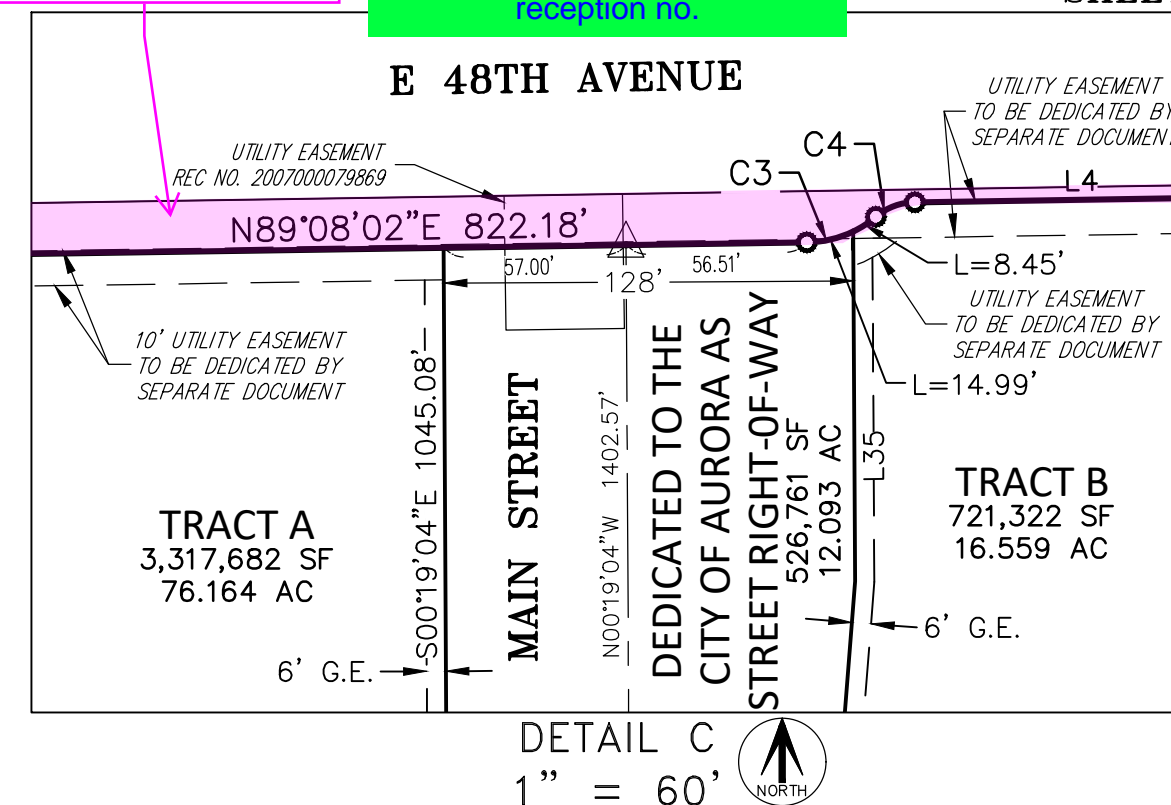 reception no.
E 48TH AVENUE
UTILITY EASEMENT
TO BE DEDICATED BY
SEPARATE DOCUMENT
UTILITY EASEMENT
REC NO. 2007000079869
C4
C3
L4
N89°08'02"E 822.18'
57.00'
56.51'
128'
L=8.45'
UTILITY EASEMENT
TO BE DEDICATED BY
SEPARATE DOCUMENT
L=14.99'
10' UTILITY EASEMENT
TO BE DEDICATED BY
SEPARATE DOCUMENT
S00°19'04"E 1045.08'
MAIN STREET
N00°19'04"W 1402.57'
DEDICATED TO THE
CITY OF AURORA AS
STREET RIGHT-0F-WAY
526,761 SF
12.093 AC
L35
TRACT A
3,317,682 SF
76.164 AC
TRACT B
721,322 SF
16.559 AC
6' G.E.
6' G.E.
DETAIL C
1" = 60'
NORTH